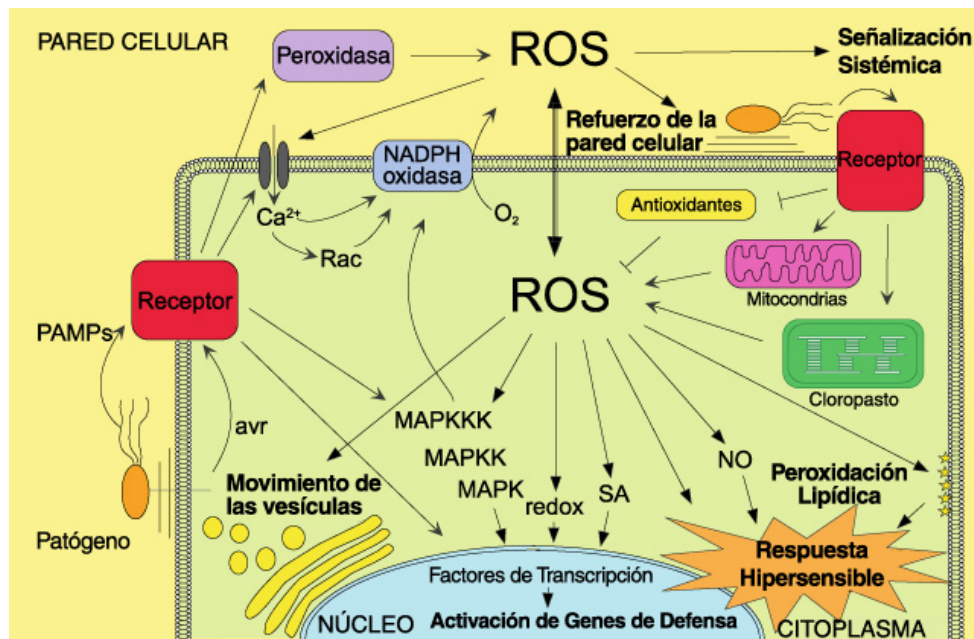 PARED CELULAR
Peroxidasa
ROS
Señalización
Sistémica
Refuerzo de la
pared celular
Receptor
NADPH
oxidasa
Ca2+
O2
Antioxidantes
Rac
Mitocondrias
Receptor
ROS
PAMPs
Cloropasto
avr
MAPKKK
MAPKK
MAPK
redox
SA
NO
Peroxidación
Lipídica
Movimiento de
las vesículas
Patógeno
Respuesta
Hipersensible
Factores de Transcripción
NÚCLEO
Activación de Genes de Defensa
CITOPLASMA